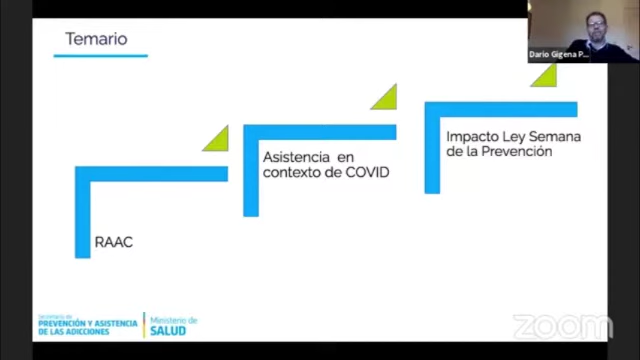 Temario
Dario Gigena P...
Impacto Ley Semana
de la Prevención
Asistencia en
contexto de COVID
RAAC
Secretaría de
PREVENCIÓN Y ASISTENCIA
DE LAS ADICCIONES
Ministerio de
SALUD
zoom